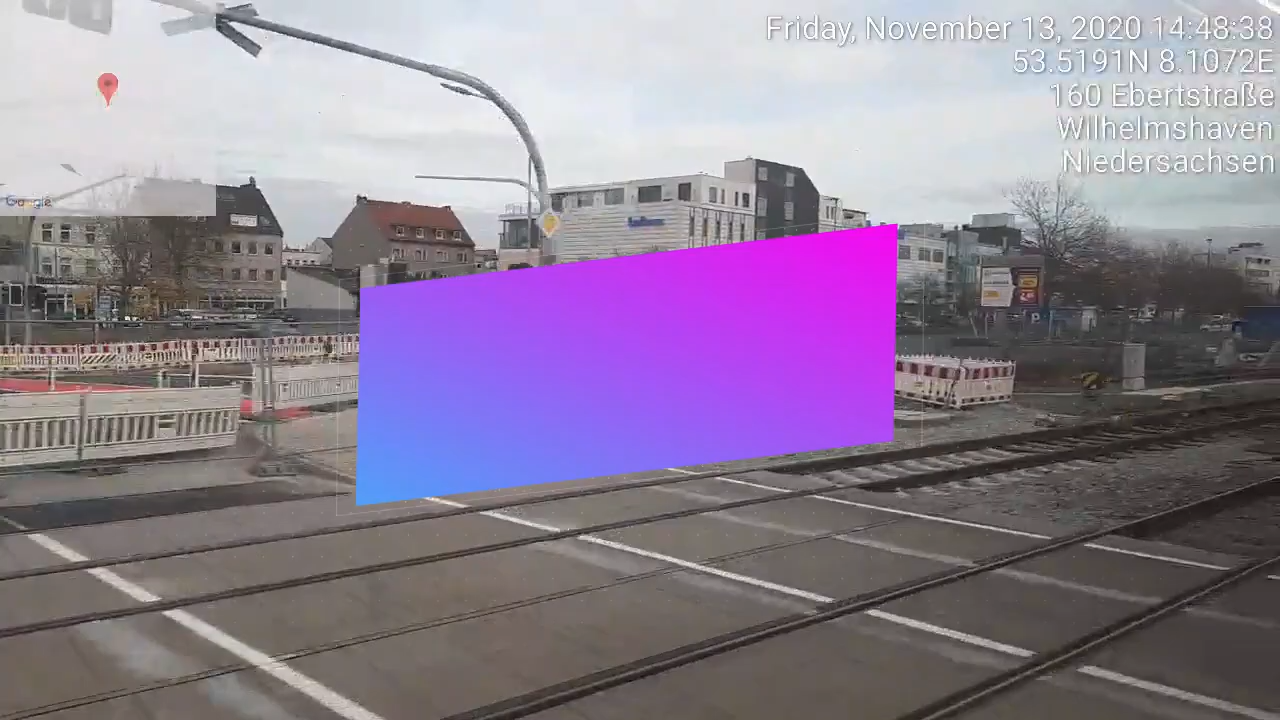 Friday, November 13, 2020 14:48:38
53.5191N 8.1072E
160 Ebertstraße
Wilhelmshaven
Niedersachsen
Google